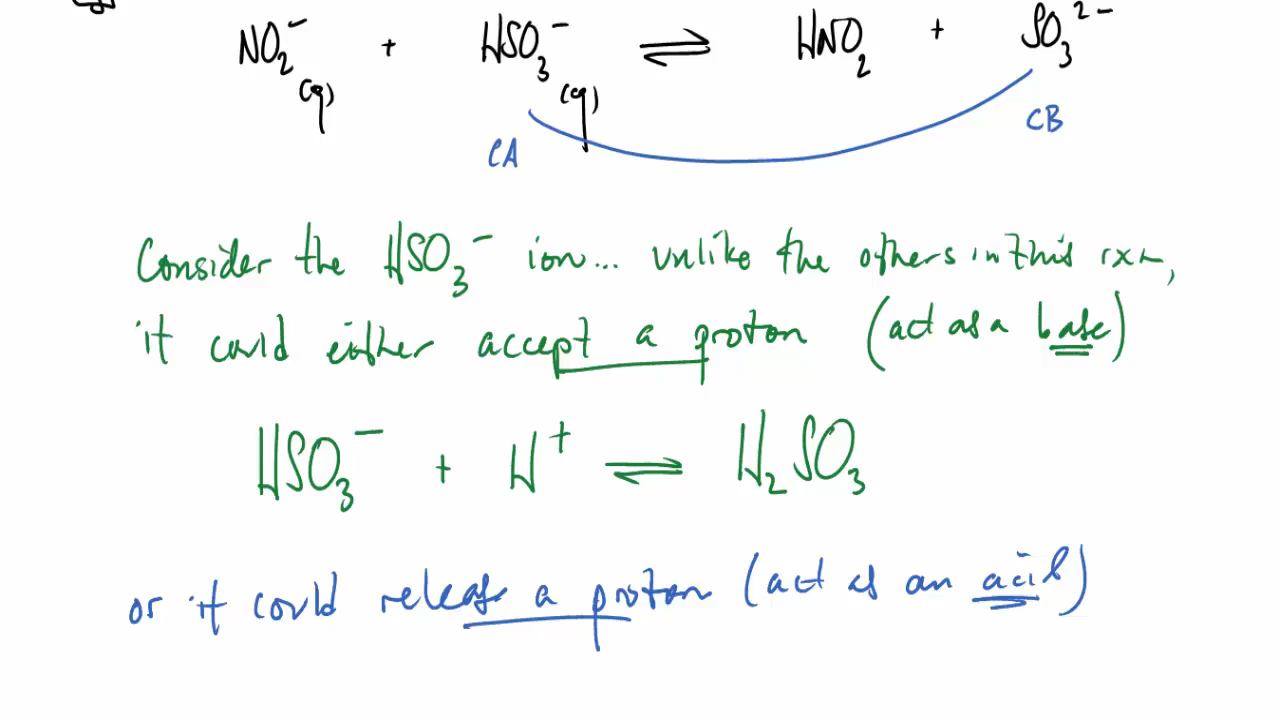 NO₂⁻(aq) + HSO₃⁻(aq) ⇌ HNO₂ + SO₃²⁻
CA CB
Consider the HSO₃⁻ ion... unlike the others in this rxn,
it could either accept a proton (act as a base)
HSO₃⁻ + H⁺ ⇌ H₂SO₃
or it could release a proton (act as an acid)